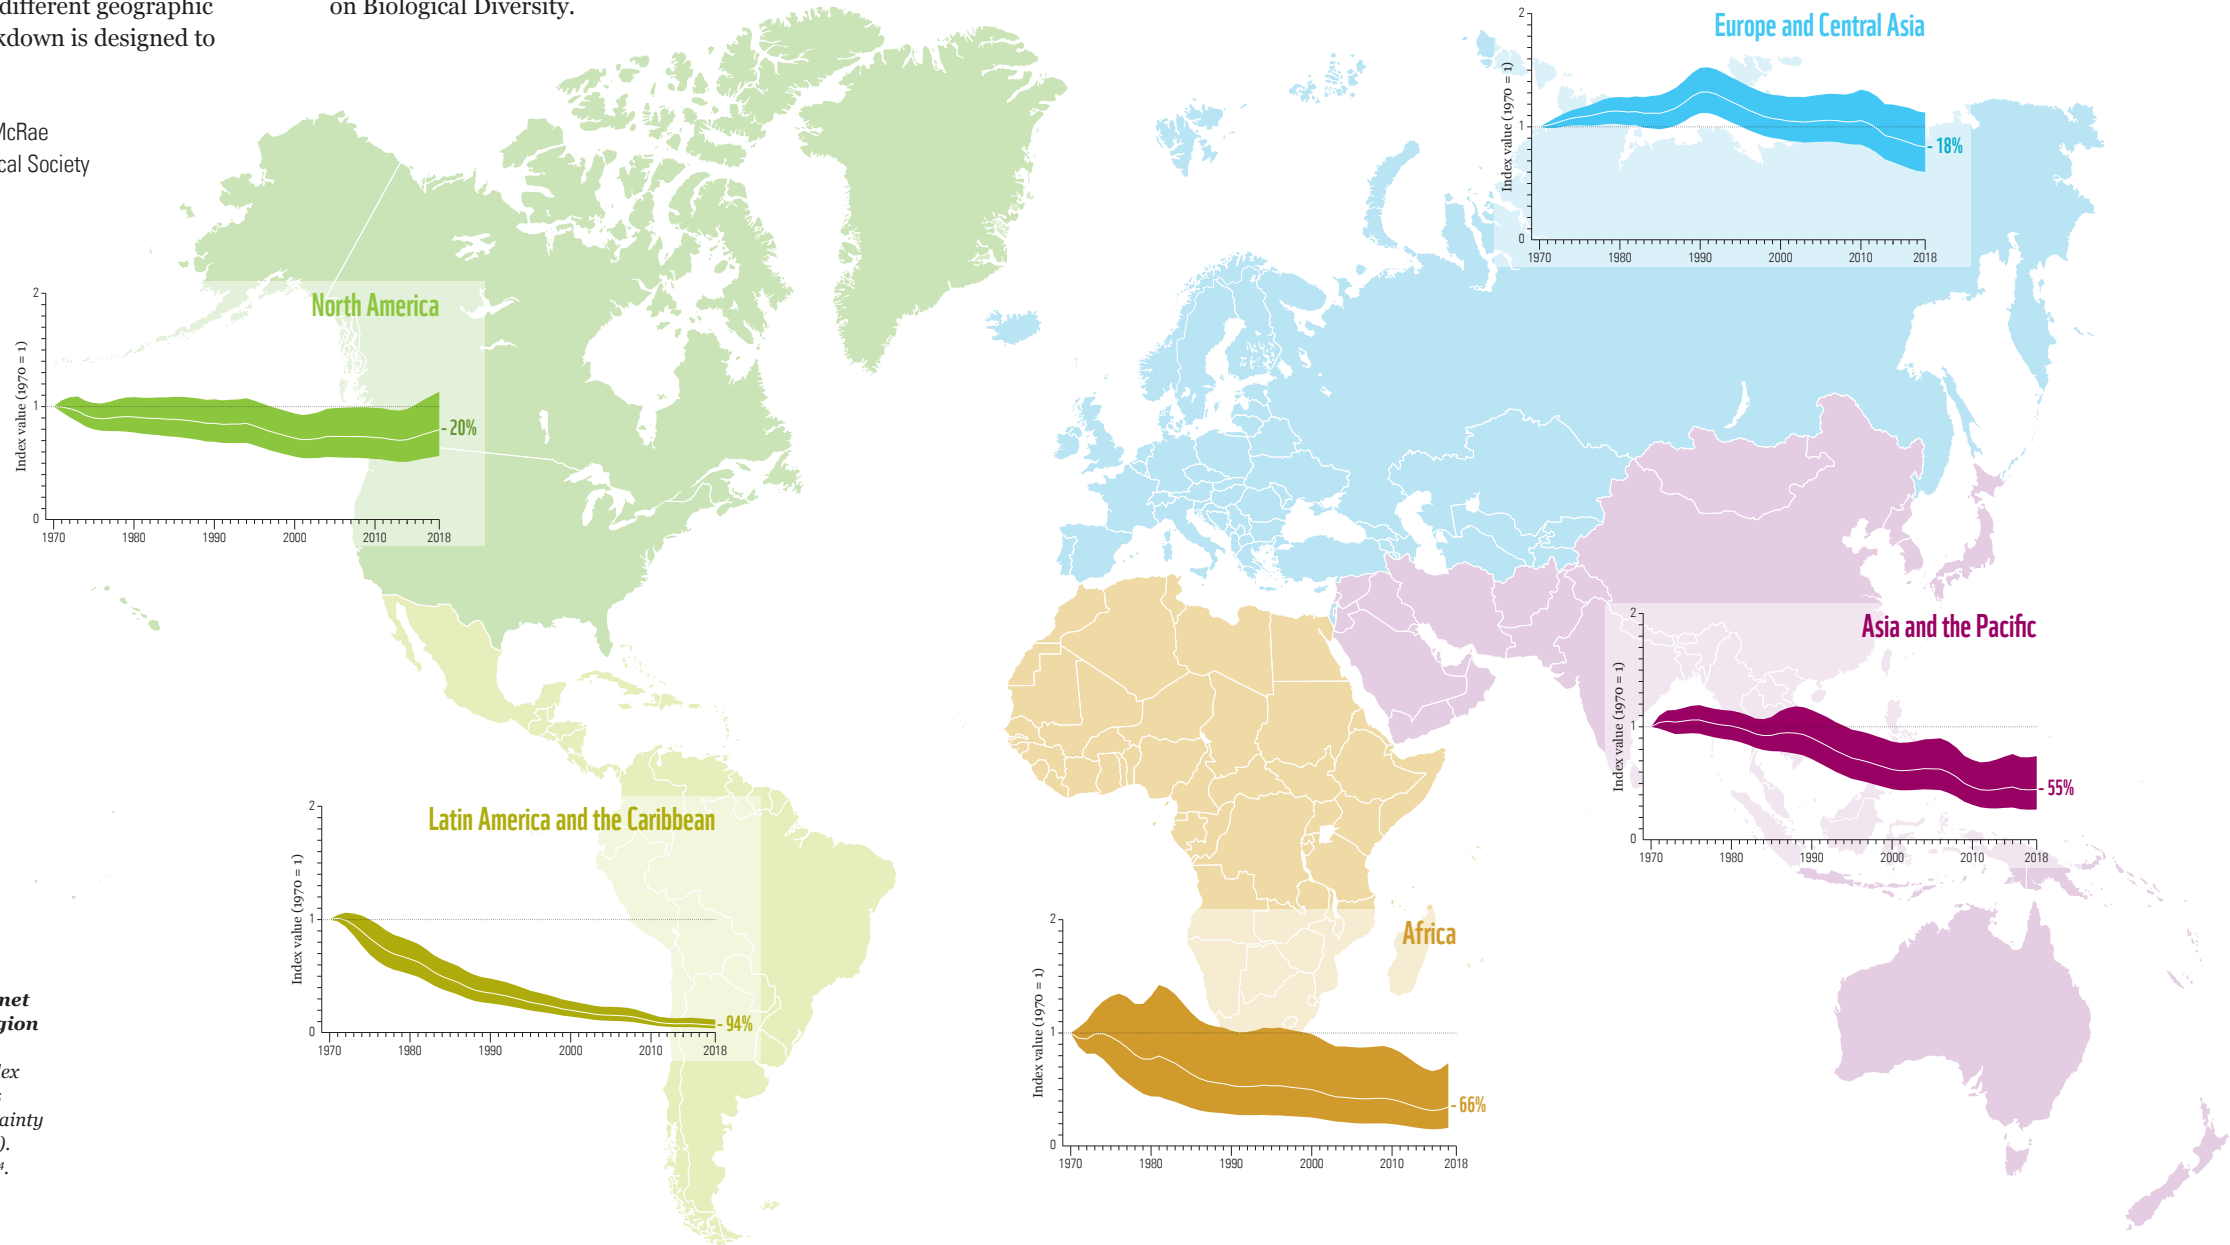 different geographic
kdown is designed to
on Biological Diversity.
McRae
cal Society
Europe and Central Asia
Index value (1970 = 1)
2
1
0
- 18%
1970 1980 1990 2000 2010 2018
North America
Index value (1970 = 1)
2
1
0
- 20%
1970 1980 1990 2000 2010 2018
Asia and the Pacific
Index value (1970 = 1)
2
1
0
- 55%
1970 1980 1990 2000 2010 2018
Latin America and the Caribbean
Index value (1970 = 1)
2
1
0
- 94%
1970 1980 1990 2000 2010 2018
Africa
Index value (1970 = 1)
2
1
0
- 66%
1970 1980 1990 2000 2010 2018
net
gion
lex
ainty
).